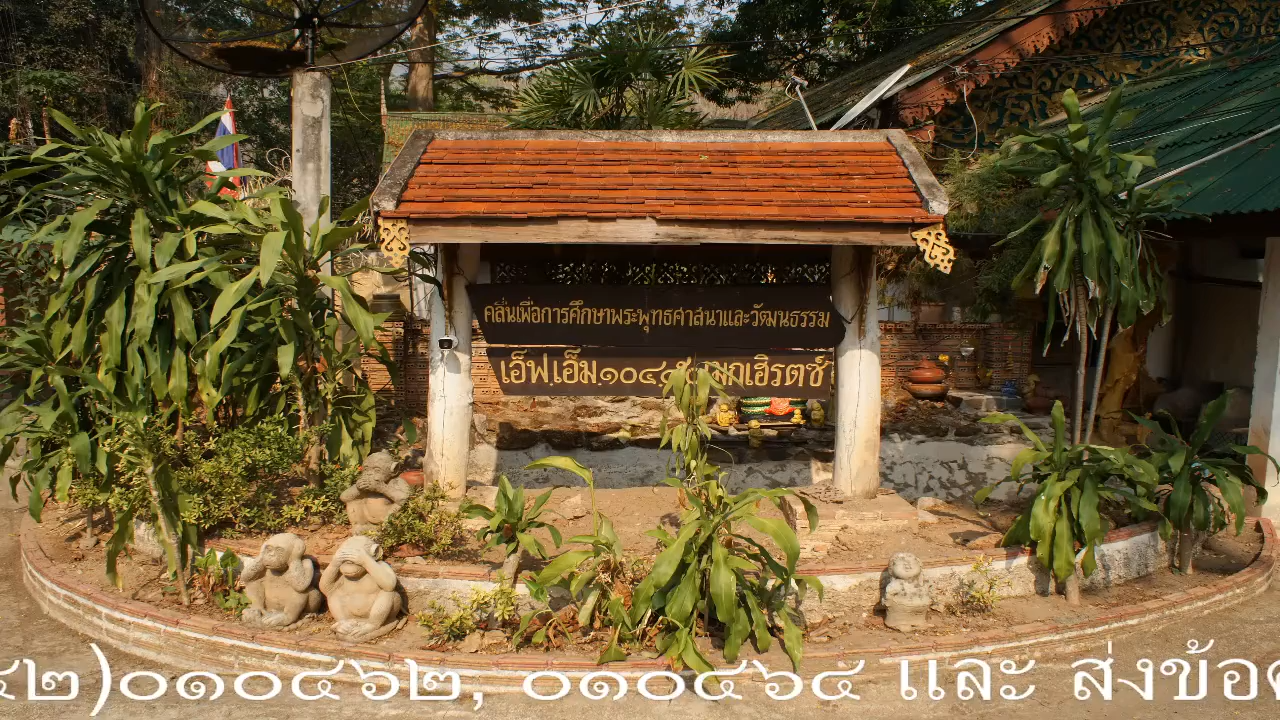 คลื่นเพื่อการศึกษาพระพุทธศาสนาและวัฒนธรรม
เอ็ฟ.เอ็ม.๑๐๔.๕ เมกเฮิรตซ์
๔๒)๐๑๐๕๖๒, ๐๑๐๔๖๔ และ ส่งข้อ